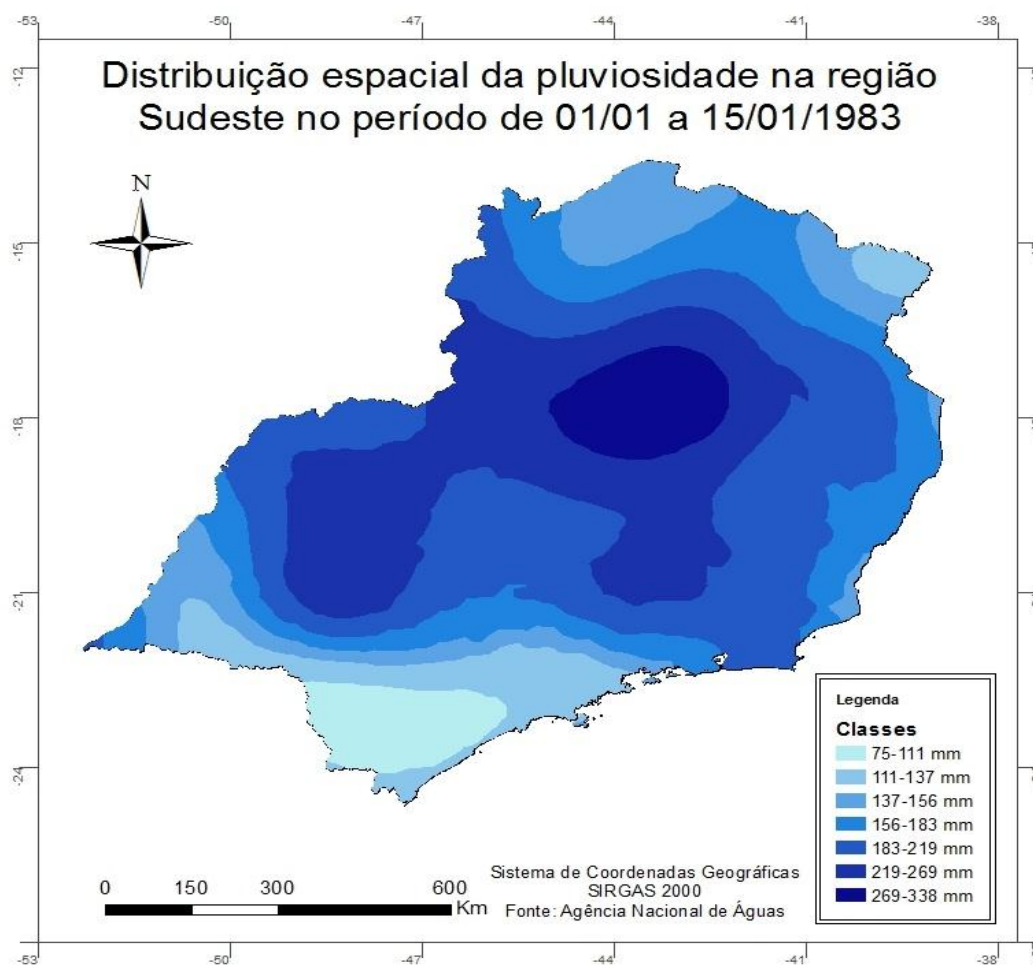 -53 -50 -47 -44 -41 -38
Distribuição espacial da pluviosidade na região
Sudeste no período de 01/01 a 15/01/1983
-12
N
-15
-18
-21
-24
Legenda
Classes
75-111 mm
111-137 mm
137-156 mm
156-183 mm
183-219 mm
219-269 mm
269-338 mm
0 150 300 600
Km
Sistema de Coordenadas Geográficas
SIRGAS 2000
Fonte: Agência Nacional de Águas
-53 -50 -47 -44 -41 -38